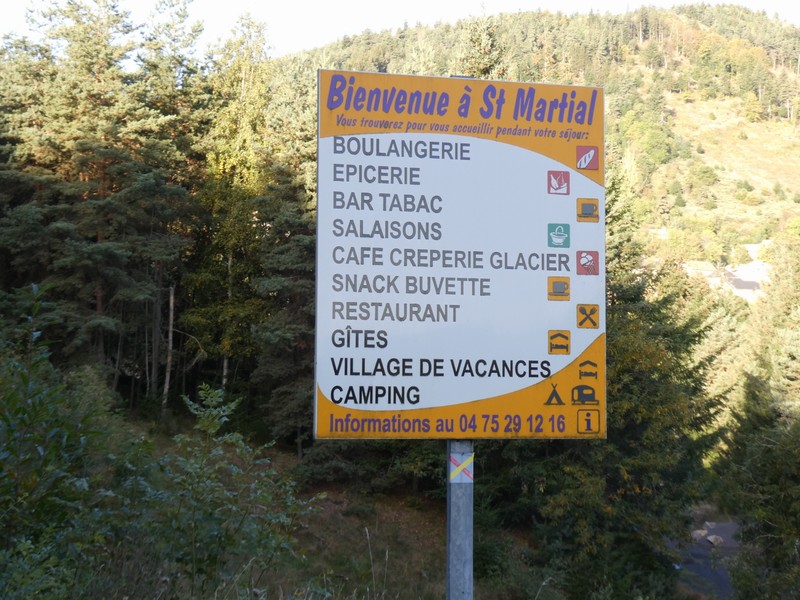 Bienvenue à St Martial
Vous trouverez pour vous accueillir pendant votre séjour:
BOULANGERIE
EPICERIE
BAR TABAC
SALAISONS
CAFE CREPERIE GLACIER
SNACK BUVETTE
RESTAURANT
GÎTES
VILLAGE DE VACANCES
CAMPING
Informations au 04 75 29 12 16 i